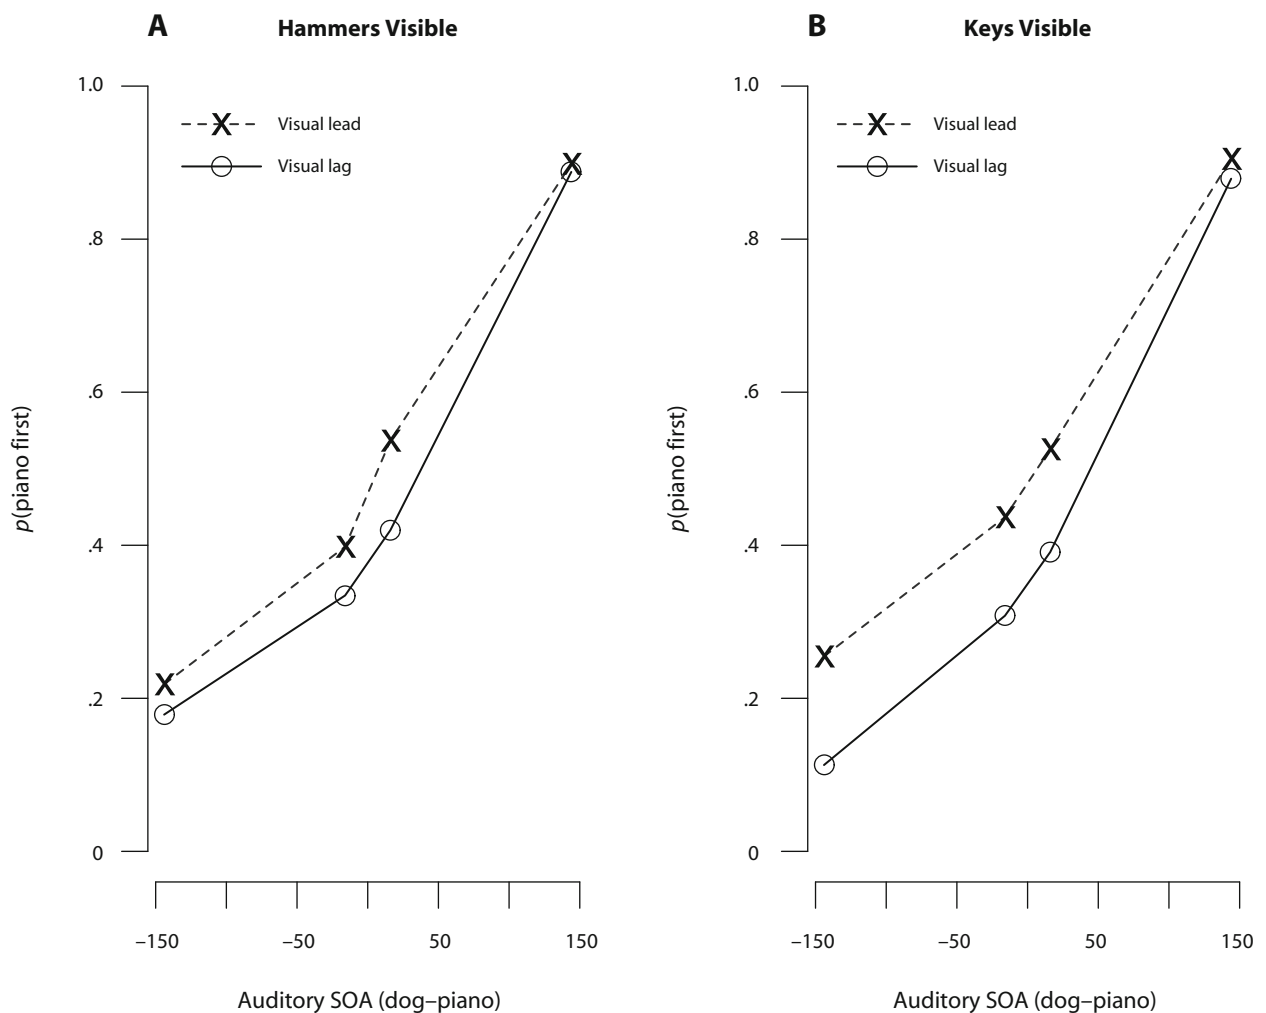 A Hammers Visible
1.0
.8
.6
.4
.2
0
p(piano first)
Visual lead
Visual lag
–150 –50 50 150
Auditory SOA (dog–piano)
B Keys Visible
1.0
.8
.6
.4
.2
0
p(piano first)
Visual lead
Visual lag
–150 –50 50 150
Auditory SOA (dog–piano)